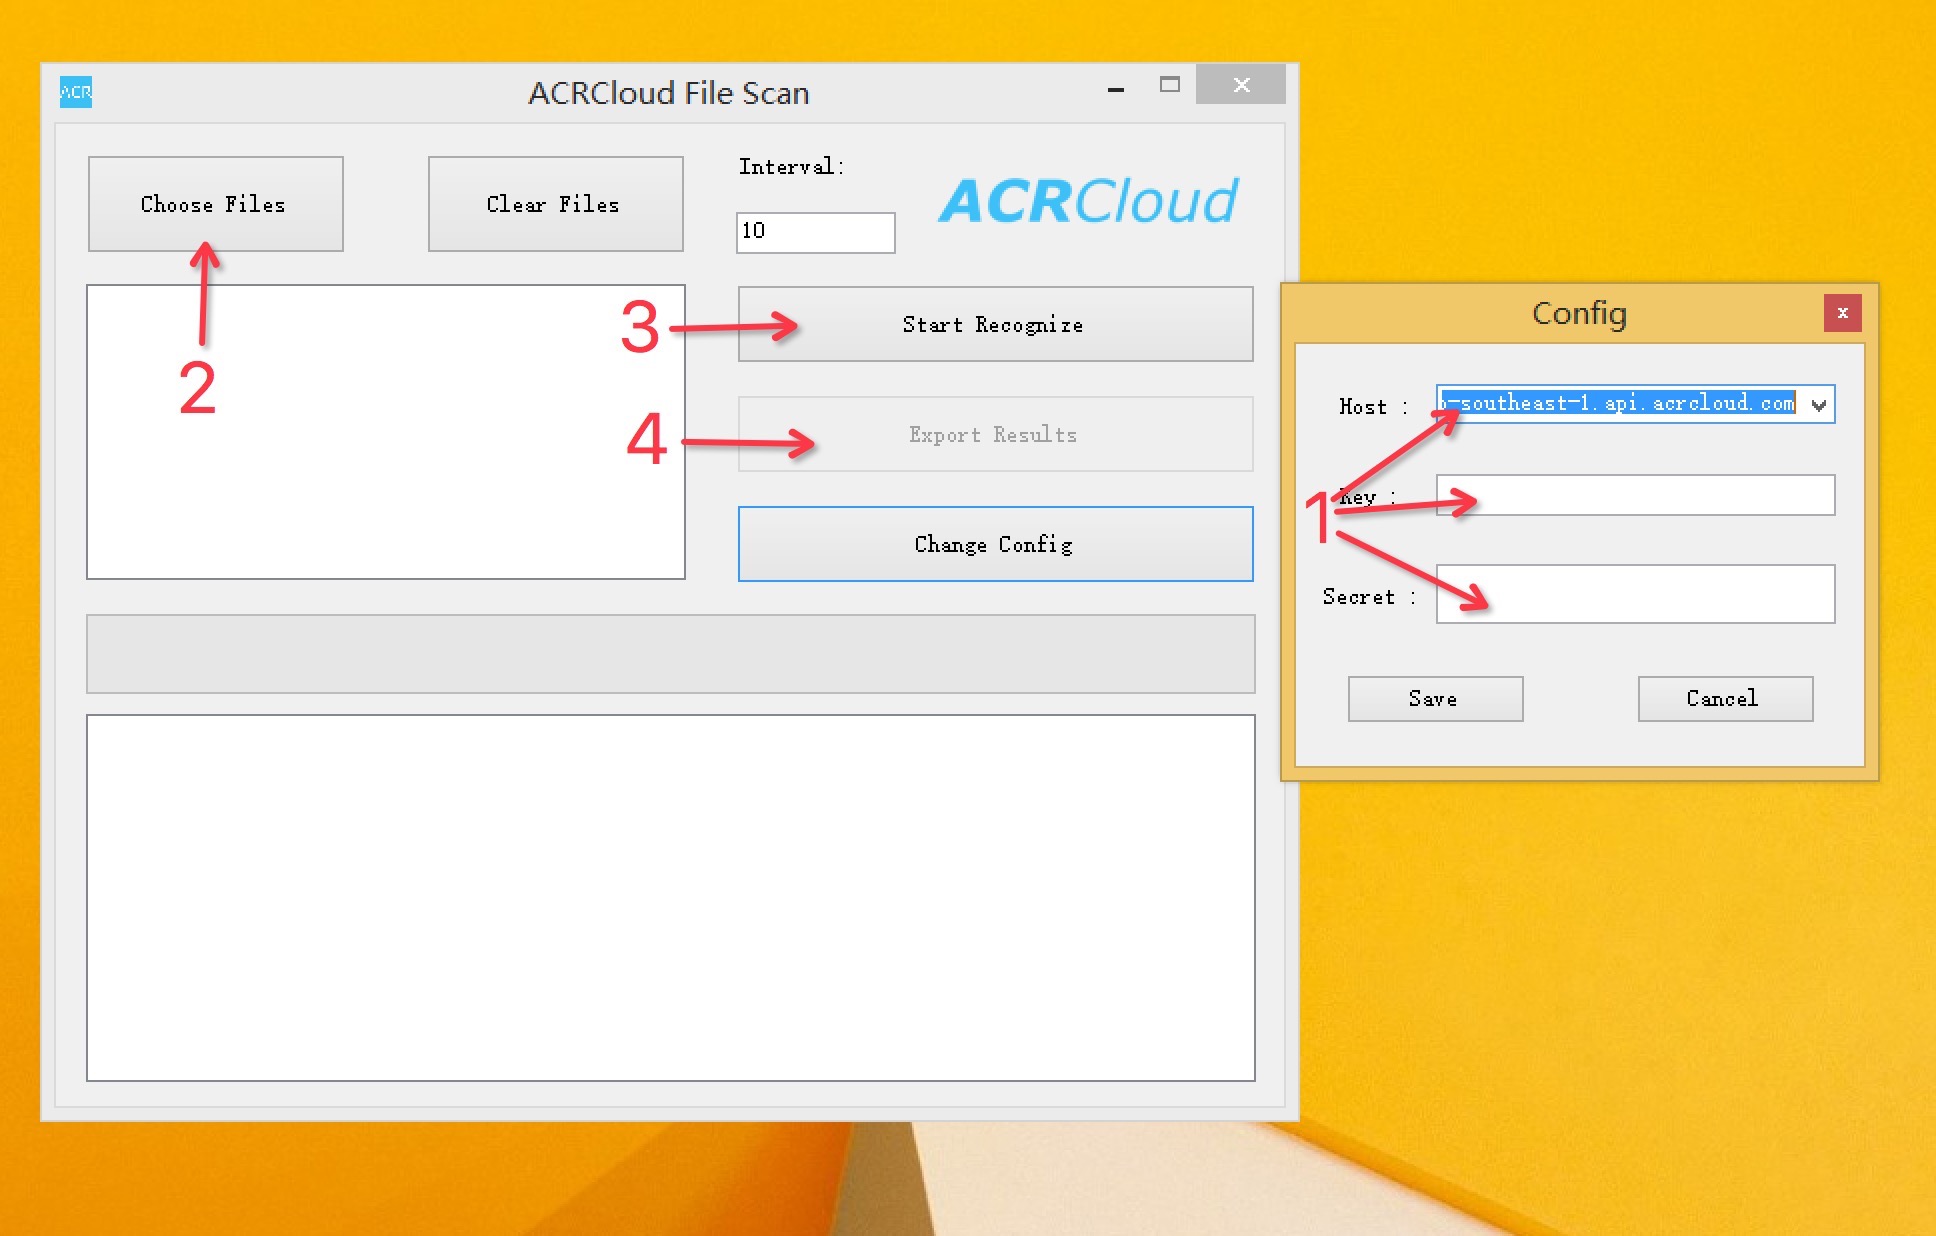 ACR
ACRCloud File Scan
Choose Files
Clear Files
Interval:
10
ACRCloud
2
3
Start Recognize
4
Export Results
Change Config
Config
x
Host :
-southeast-1.api.acrcloud.com
1
Key :
Secret :
Save
Cancel